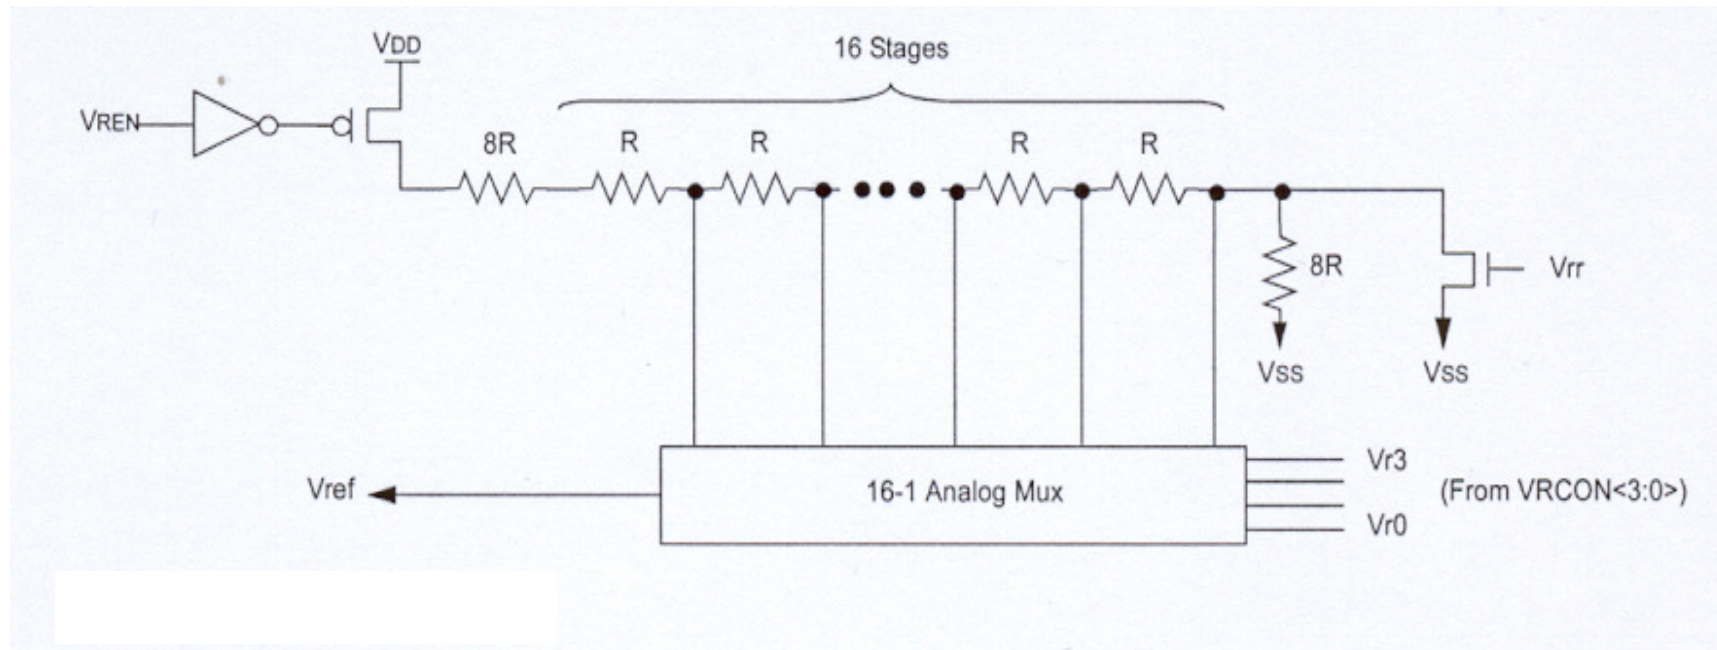 VDD
16 Stages
VREN
8R
R
R
R
R
8R
Vrr
VSS
VSS
Vref
16-1 Analog Mux
Vr3
(From VRCON<3:0>)
Vr0